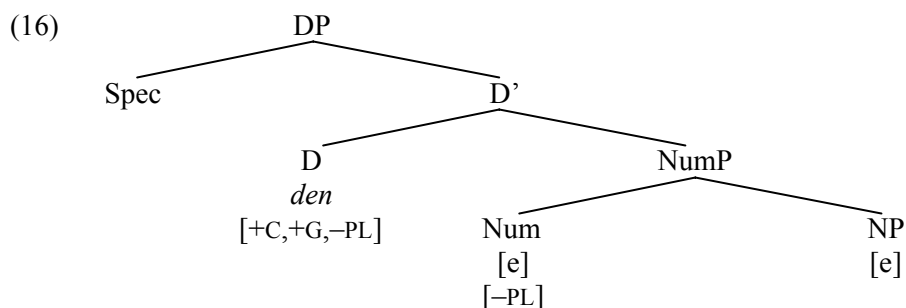 (16) DP
Spec D’
D NumP
den
[+C,+G,–PL] Num NP
[e] [e]
[–PL]